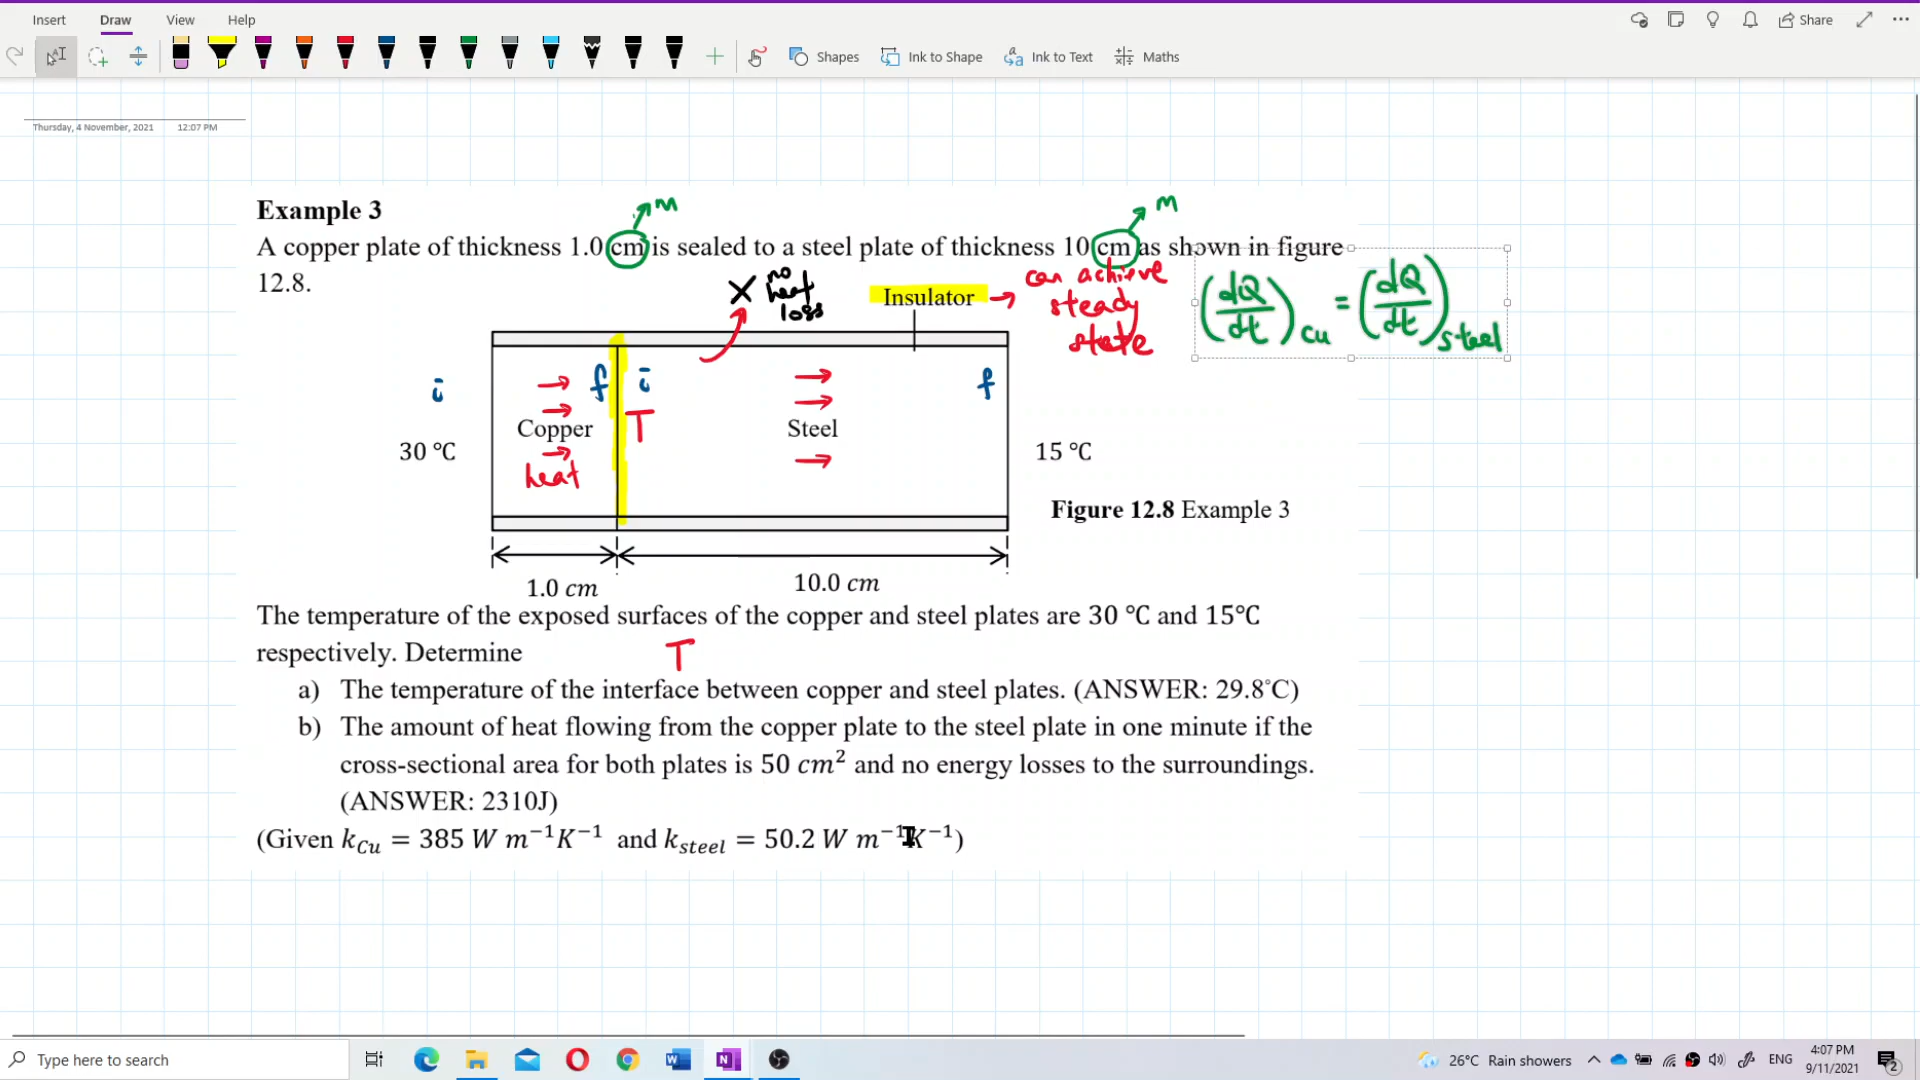 Insert Draw View Help
Share
Shapes Ink to Shape Ink to Text Maths
Thursday, 4 November, 2021 12:07 PM
m m
Example 3
A copper plate of thickness 1.0 cm is sealed to a steel plate of thickness 10 cm as shown in figure
12.8.
X no heat loss
Insulator → can achieve steady state
(dQ/dt)cu = (dQ/dt)steel
i f i f
T
Copper Steel
30 ℃ 15 ℃
heat
Figure 12.8 Example 3
1.0 cm 10.0 cm
The temperature of the exposed surfaces of the copper and steel plates are 30 ℃ and 15℃
respectively. Determine
T
a) The temperature of the interface between copper and steel plates. (ANSWER: 29.8°C)
b) The amount of heat flowing from the copper plate to the steel plate in one minute if the
cross-sectional area for both plates is 50 cm² and no energy losses to the surroundings.
(ANSWER: 2310J)
(Given k_Cu = 385 W m⁻¹K⁻¹ and k_steel = 50.2 W m⁻¹K⁻¹)
Type here to search
26°C Rain showers
ENG
4:07 PM
9/11/2021
2